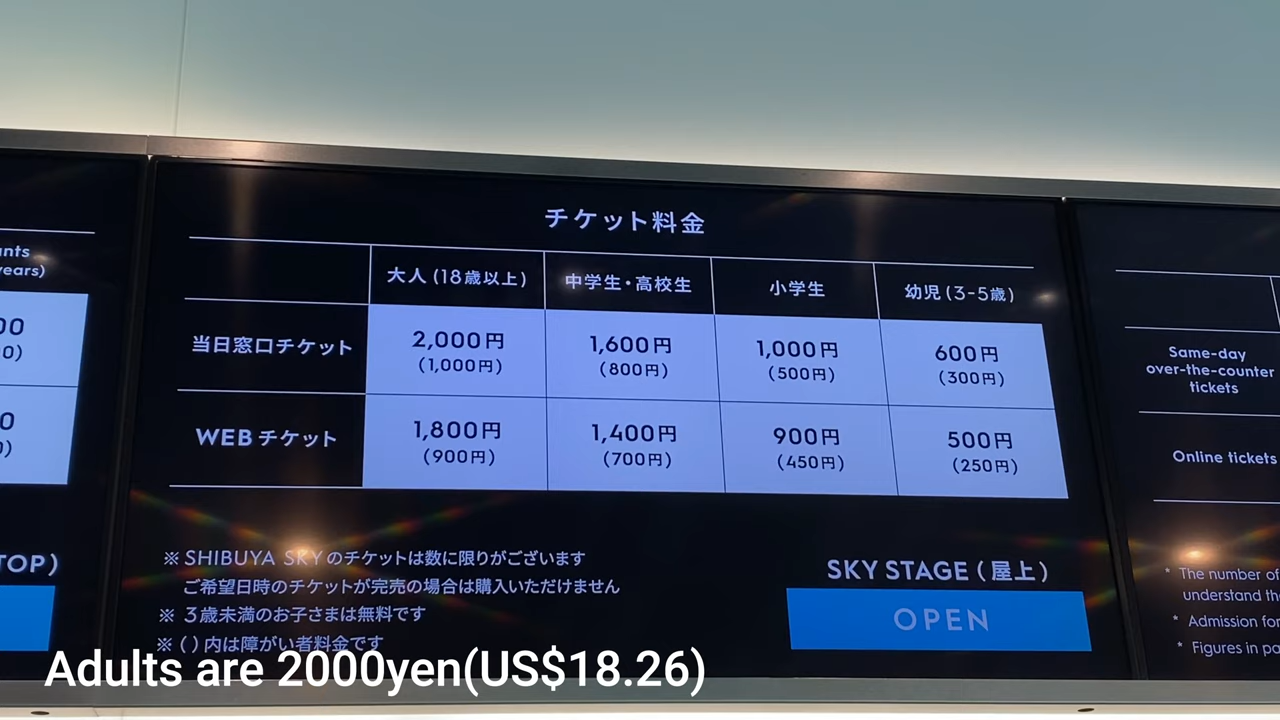 ants
years)
00
0)
0
)
TOP)
チケット料金
大人 (18歳以上) 中学生・高校生 小学生 幼児 (3-5歳)
当日窓口チケット 2,000円 1,600円 1,000円 600円
(1,000円) (800円) (500円) (300円)
WEB チケット 1,800円 1,400円 900円 500円
(900円) (700円) (450円) (250円)
※ SHIBUYA SKYのチケットは数に限りがございます
ご希望日時のチケットが完売の場合は購入いただけません
※ 3歳未満のお子さまは無料です
※ ( ) 内は障がい者料金です
SKY STAGE (屋上)
OPEN
Same-day
over-the-counter
tickets
Online tickets
* The number of
understand th
* Admission for
* Figures in pa
Adults are 2000yen(US$18.26)